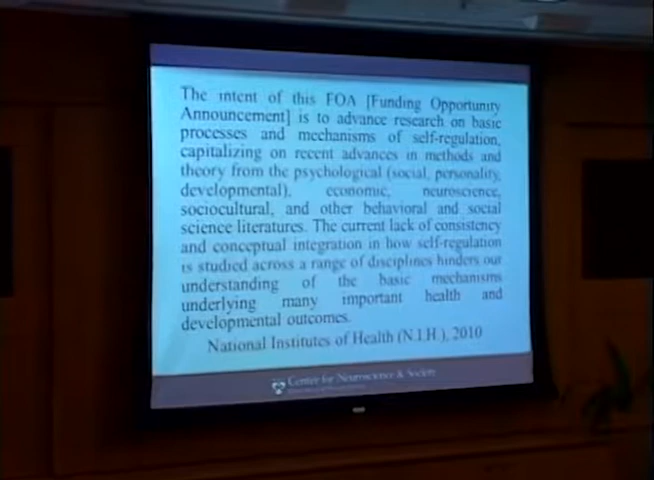 The intent of this FOA [Funding Opportunity
Announcement] is to advance research on basic
processes and mechanisms of self-regulation,
capitalizing on recent advances in methods and
theory from the psychological (social, personality,
developmental), economic, neuroscience,
sociocultural, and other behavioral and social
science literatures. The current lack of consistency
and conceptual integration in how self-regulation
is studied across a range of disciplines hinders our
understanding of the basic mechanisms
underlying many important health and
developmental outcomes.
National Institutes of Health (N.I.H.), 2010
Center for Neuroscience & Society